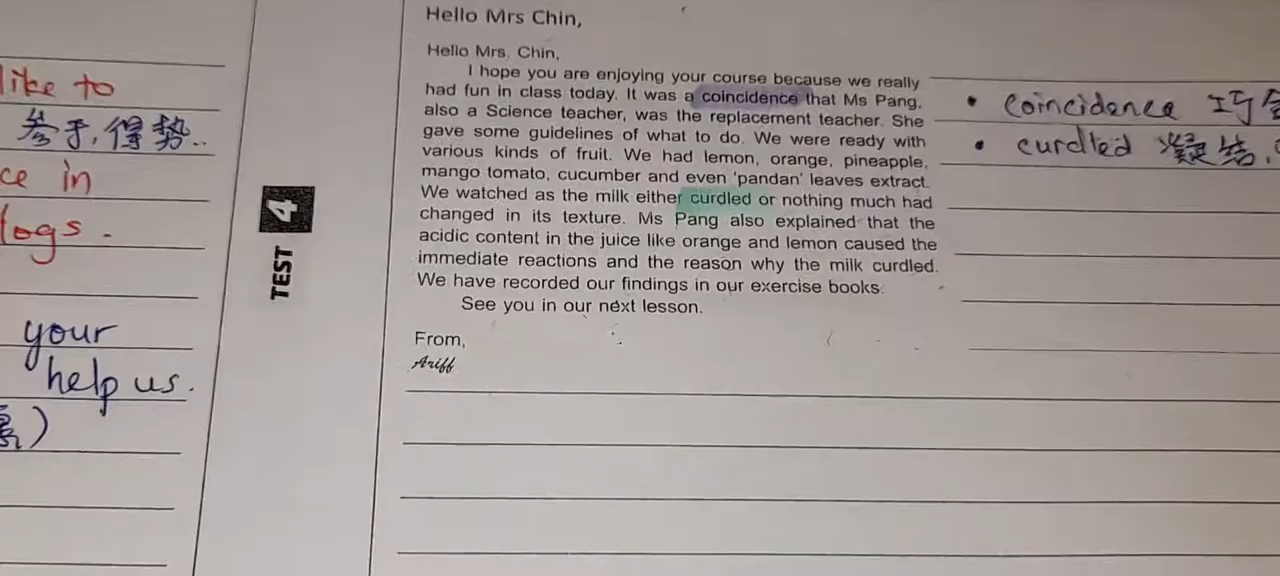 like to
参于,得勢..
ce in
logs.
your
help us.
TEST 4
Hello Mrs Chin,
Hello Mrs. Chin,
I hope you are enjoying your course because we really
had fun in class today. It was a coincidence that Ms Pang,
also a Science teacher, was the replacement teacher. She
gave some guidelines of what to do. We were ready with
various kinds of fruit. We had lemon, orange, pineapple,
mango tomato, cucumber and even 'pandan' leaves extract.
We watched as the milk either curdled or nothing much had
changed in its texture. Ms Pang also explained that the
acidic content in the juice like orange and lemon caused the
immediate reactions and the reason why the milk curdled.
We have recorded our findings in our exercise books.
See you in our next lesson.
From,
Ariff
• coincidence 巧合
• curdled 凝结.